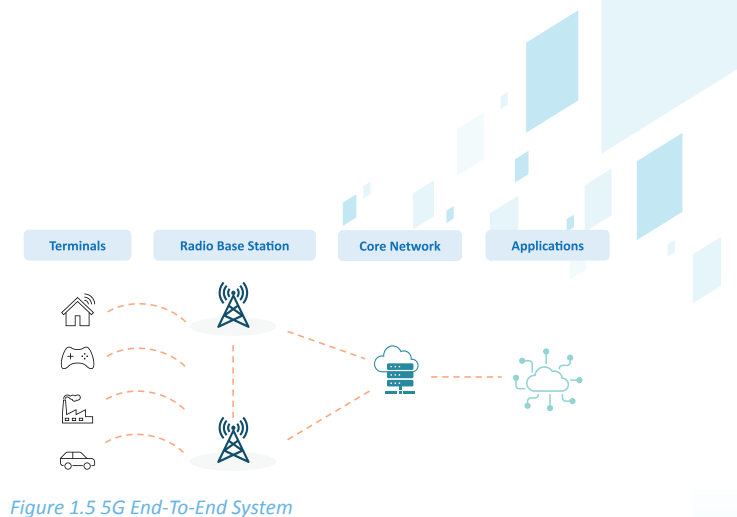 Terminals
Radio Base Station
Core Network
Applications
Figure 1.5 5G End-To-End System